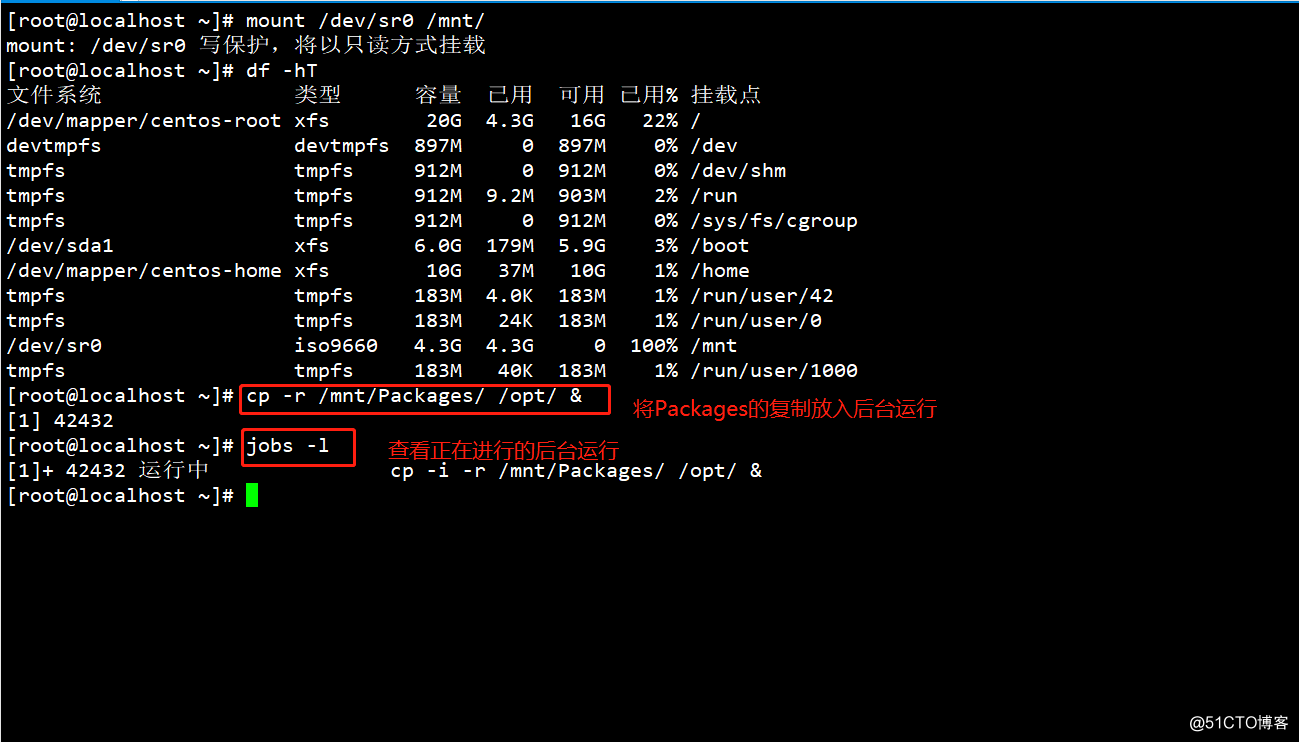 [root@localhost ~]# mount /dev/sr0 /mnt/
mount: /dev/sr0 写保护，将以只读方式挂载
[root@localhost ~]# df -hT
文件系统 类型 容量 已用 可用 已用% 挂载点
/dev/mapper/centos-root xfs 20G 4.3G 16G 22% /
devtmpfs devtmpfs 897M 0 897M 0% /dev
tmpfs tmpfs 912M 0 912M 0% /dev/shm
tmpfs tmpfs 912M 9.2M 903M 2% /run
tmpfs tmpfs 912M 0 912M 0% /sys/fs/cgroup
/dev/sda1 xfs 6.0G 179M 5.9G 3% /boot
/dev/mapper/centos-home xfs 10G 37M 10G 1% /home
tmpfs tmpfs 183M 4.0K 183M 1% /run/user/42
tmpfs tmpfs 183M 24K 183M 1% /run/user/0
/dev/sr0 iso9660 4.3G 4.3G 0 100% /mnt
tmpfs tmpfs 183M 40K 183M 1% /run/user/1000
[root@localhost ~]# cp -r /mnt/Packages/ /opt/ & 将Packages的复制放入后台运行
[1] 42432
[root@localhost ~]# jobs -l 查看正在进行的后台运行
[1]+ 42432 运行中 cp -i -r /mnt/Packages/ /opt/ &
[root@localhost ~]#
@51CTO博客